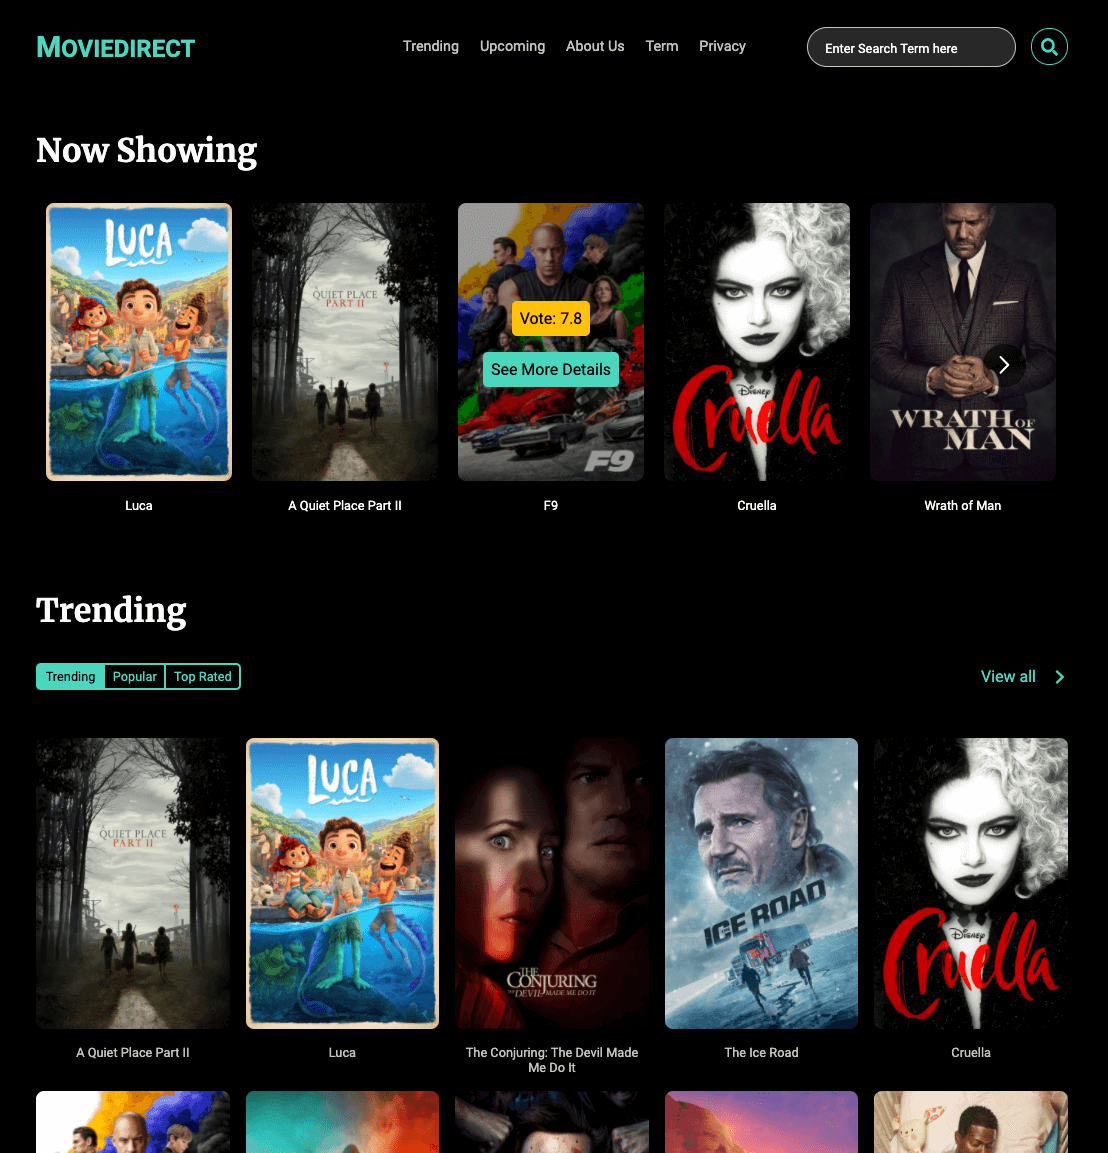 MOVIEDIRECT
Trending Upcoming About Us Term Privacy
Enter Search Term here
Now Showing
LUCA
A QUIET PLACE
PART II
Vote: 7.8
See More Details
F9
Disney
Cruella
WRATH OF
MAN
Luca
A Quiet Place Part II
F9
Cruella
Wrath of Man
Trending
Trending Popular Top Rated
View all
A QUIET PLACE
PART II
LUCA
THE
CONJURING
THE DEVIL MADE ME DO IT
ICE ROAD
Disney
Cruella
A Quiet Place Part II
Luca
The Conjuring: The Devil Made
Me Do It
The Ice Road
Cruella